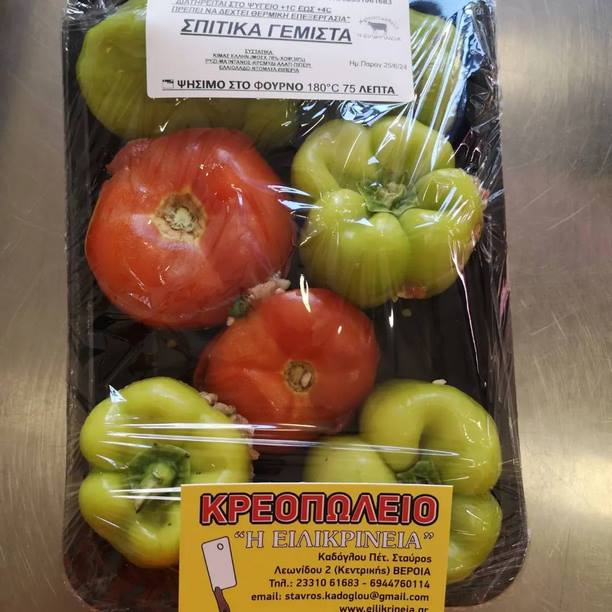 ΔΙΑΤΗΡΕΙΤΑΙ ΣΤΟ ΨΥΓΕΙΟ +1C ΕΩΣ +4C
ΠΡΕΠΕΙ ΝΑ ΔΕΧΤΕΙ ΘΕΡΜΙΚΗ ΕΠΕΞΕΡΓΑΣΙΑ"
ΣΠΙΤΙΚΑ ΓΕΜΙΣΤΑ
ΣΥΣΤΑΤΙΚΑ
Ημ.Παραγ 25/6/24
ΨΗΣΙΜΟ ΣΤΟ ΦΟΥΡΝΟ 180°C 75 ΛΕΠΤΑ
ΚΡΕΟΠΩΛΕΙΟ
"Η ΕΙΛΙΚΡΙΝΕΙΑ"
Καδόγλου Πέτ. Σταύρος
Λεωνίδου 2 (Κεντρικής) ΒΕΡΟΙΑ
Τηλ.: 23310 61683 - 6944760114
email: stavros.kadoglou@gmail.com
www.eilikrineia.gr